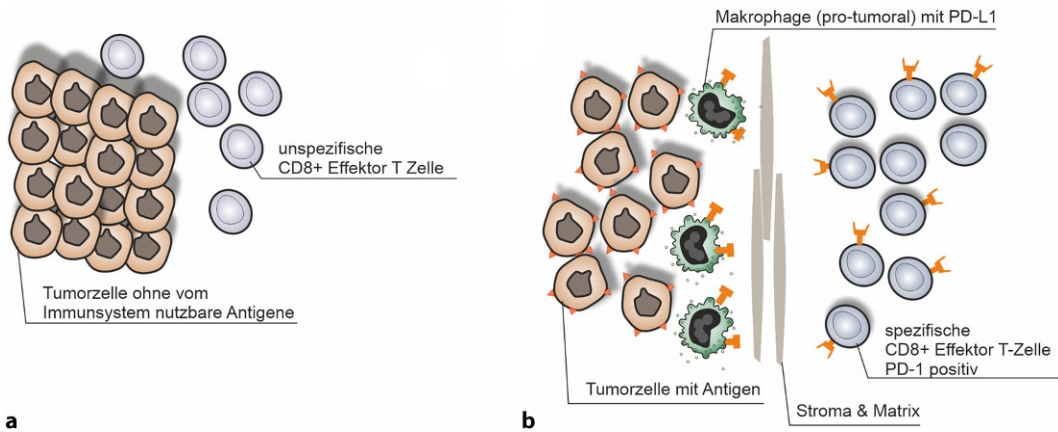 a
unspezifische
CD8+ Effektor T Zelle
Tumorzelle ohne vom
Immunsystem nutzbare Antigene
b
Makrophage (pro-tumoral) mit PD-L1
spezifische
CD8+ Effektor T-Zelle
PD-1 positiv
Tumorzelle mit Antigen
Stroma & Matrix